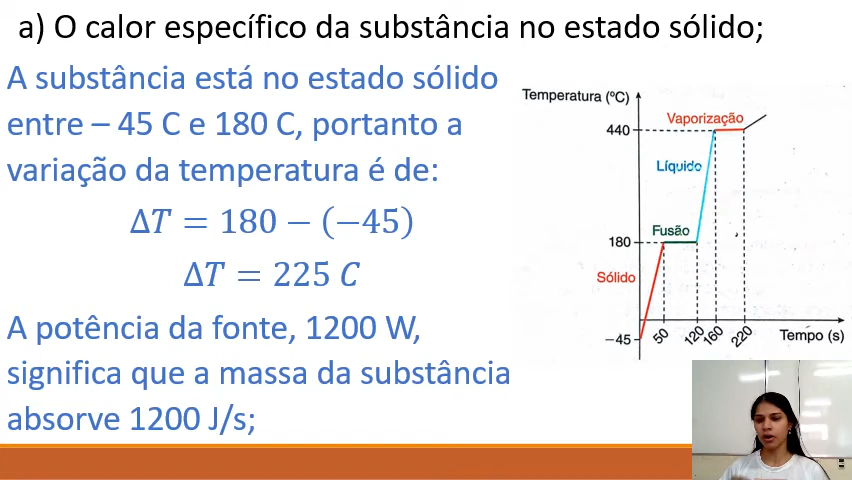 a) O calor específico da substância no estado sólido;
A substância está no estado sólido
entre – 45 C e 180 C, portanto a
variação da temperatura é de:
ΔT = 180 − (−45)
ΔT = 225 C
A potência da fonte, 1200 W,
significa que a massa da substância
absorve 1200 J/s;
Temperatura (ºC)
Vaporização
440
Líquido
Fusão
180
Sólido
−45
50
120
160
220
Tempo (s)